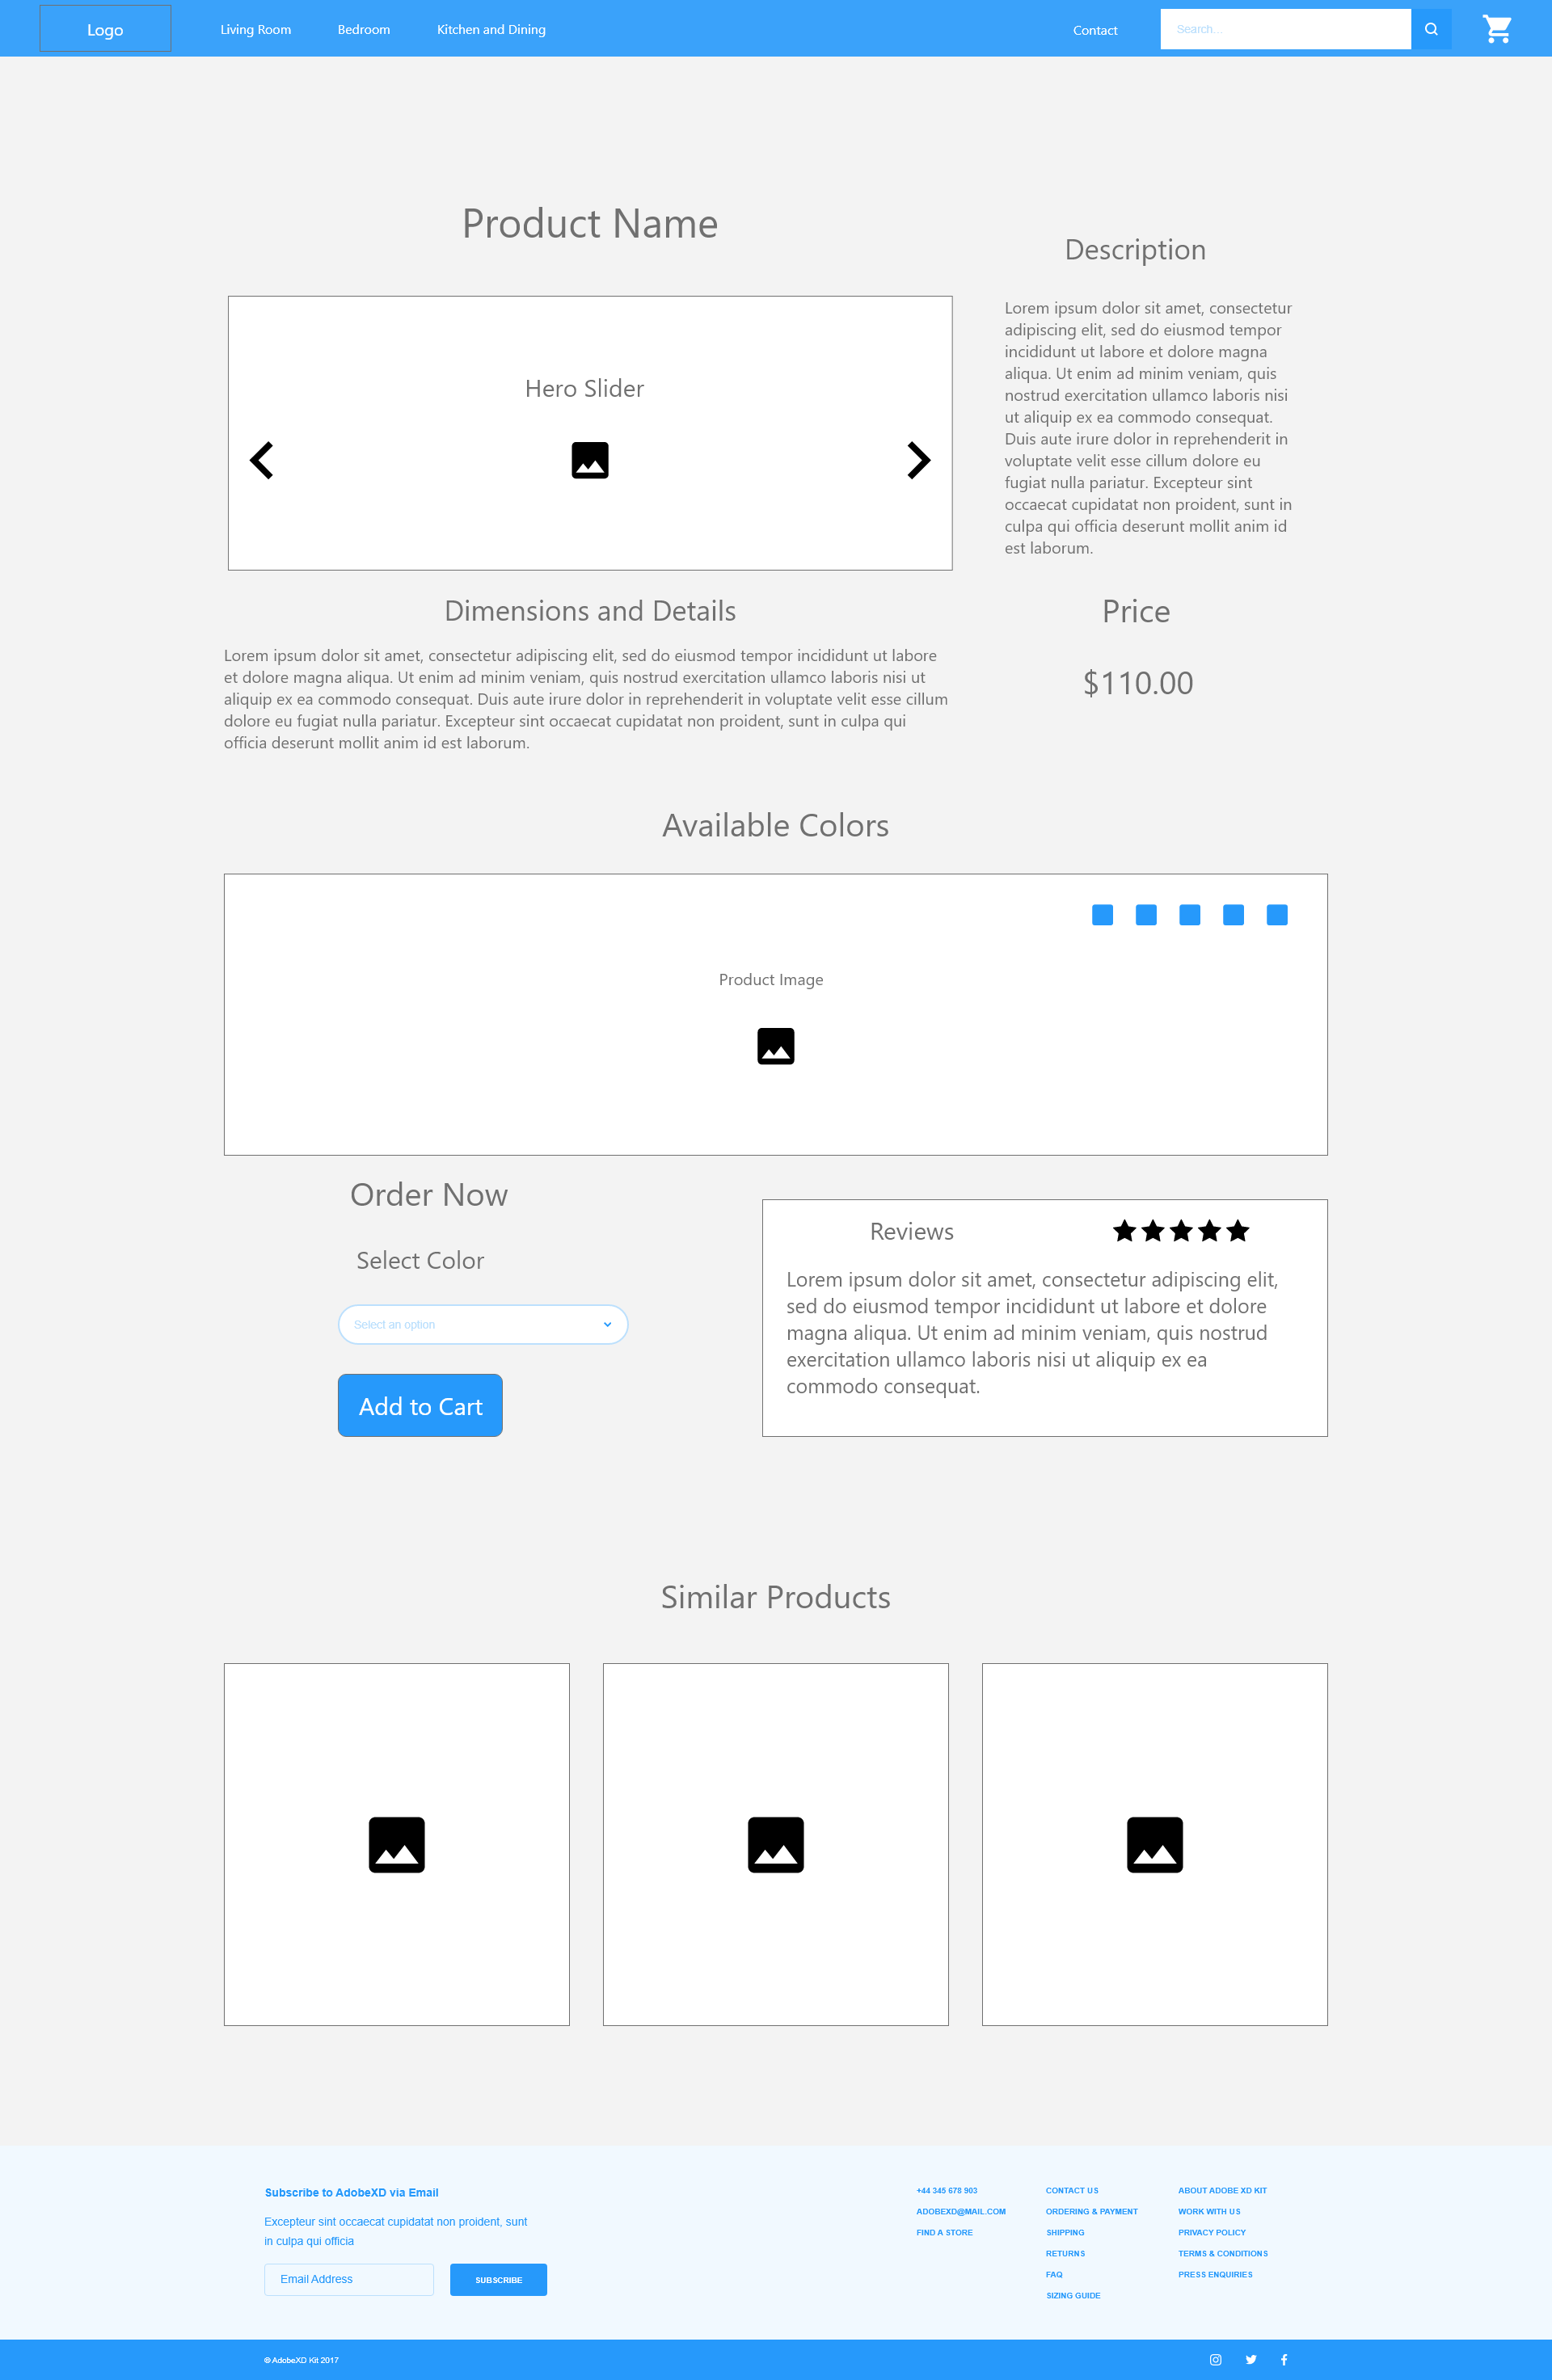 Logo
Living Room
Bedroom
Kitchen and Dining
Contact
Search...
Product Name
Hero Slider
Description
Lorem ipsum dolor sit amet, consectetur
adipiscing elit, sed do eiusmod tempor
incididunt ut labore et dolore magna
aliqua. Ut enim ad minim veniam, quis
nostrud exercitation ullamco laboris nisi
ut aliquip ex ea commodo consequat.
Duis aute irure dolor in reprehenderit in
voluptate velit esse cillum dolore eu
fugiat nulla pariatur. Excepteur sint
occaecat cupidatat non proident, sunt in
culpa qui officia deserunt mollit anim id
est laborum.
Dimensions and Details
Lorem ipsum dolor sit amet, consectetur adipiscing elit, sed do eiusmod tempor incididunt ut labore
et dolore magna aliqua. Ut enim ad minim veniam, quis nostrud exercitation ullamco laboris nisi ut
aliquip ex ea commodo consequat. Duis aute irure dolor in reprehenderit in voluptate velit esse cillum
dolore eu fugiat nulla pariatur. Excepteur sint occaecat cupidatat non proident, sunt in culpa qui
officia deserunt mollit anim id est laborum.
Price
$110.00
Available Colors
Product Image
Order Now
Select Color
Select an option
Add to Cart
Reviews
Lorem ipsum dolor sit amet, consectetur adipiscing elit,
sed do eiusmod tempor incididunt ut labore et dolore
magna aliqua. Ut enim ad minim veniam, quis nostrud
exercitation ullamco laboris nisi ut aliquip ex ea
commodo consequat.
Similar Products
Subscribe to AdobeXD via Email
Excepteur sint occaecat cupidatat non proident, sunt
in culpa qui officia
Email Address
SUBSCRIBE
+44 345 678 903
ADOBEXD@MAIL.COM
FIND A STORE
CONTACT US
ORDERING & PAYMENT
SHIPPING
RETURNS
FAQ
SIZING GUIDE
ABOUT ADOBE XD KIT
WORK WITH US
PRIVACY POLICY
TERMS & CONDITIONS
PRESS ENQUIRIES
© AdobeXD Kit 2017